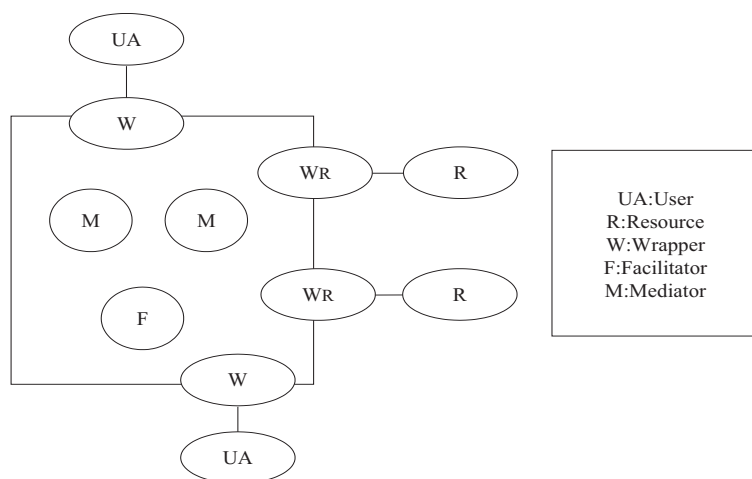 UA
W
WR
R
M
M
WR
R
F
W
UA
UA:User
R:Resource
W:Wrapper
F:Facilitator
M:Mediator